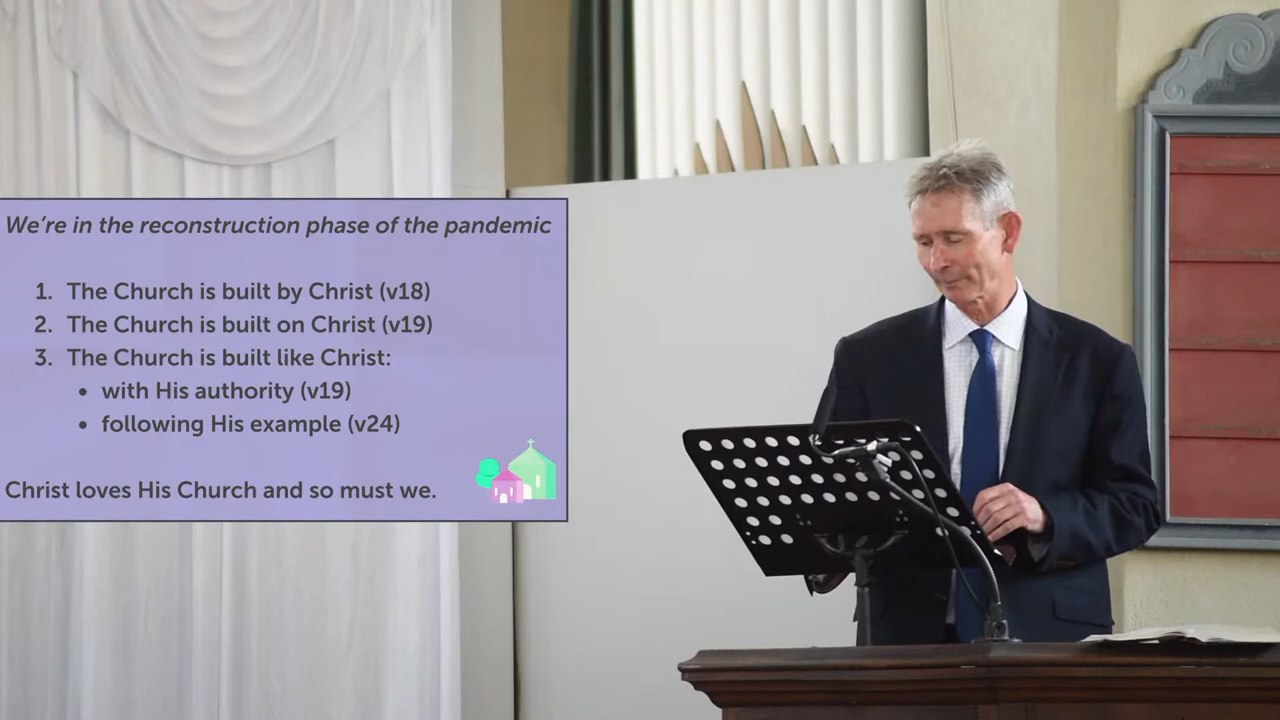 We're in the reconstruction phase of the pandemic
1. The Church is built by Christ (v18)
2. The Church is built on Christ (v19)
3. The Church is built like Christ:
• with His authority (v19)
• following His example (v24)
Christ loves His Church and so must we.